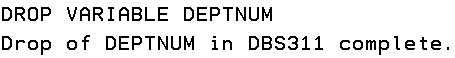 DROP VARIABLE DEPTNUM
Drop of DEPTNUM in DBS311 complete.